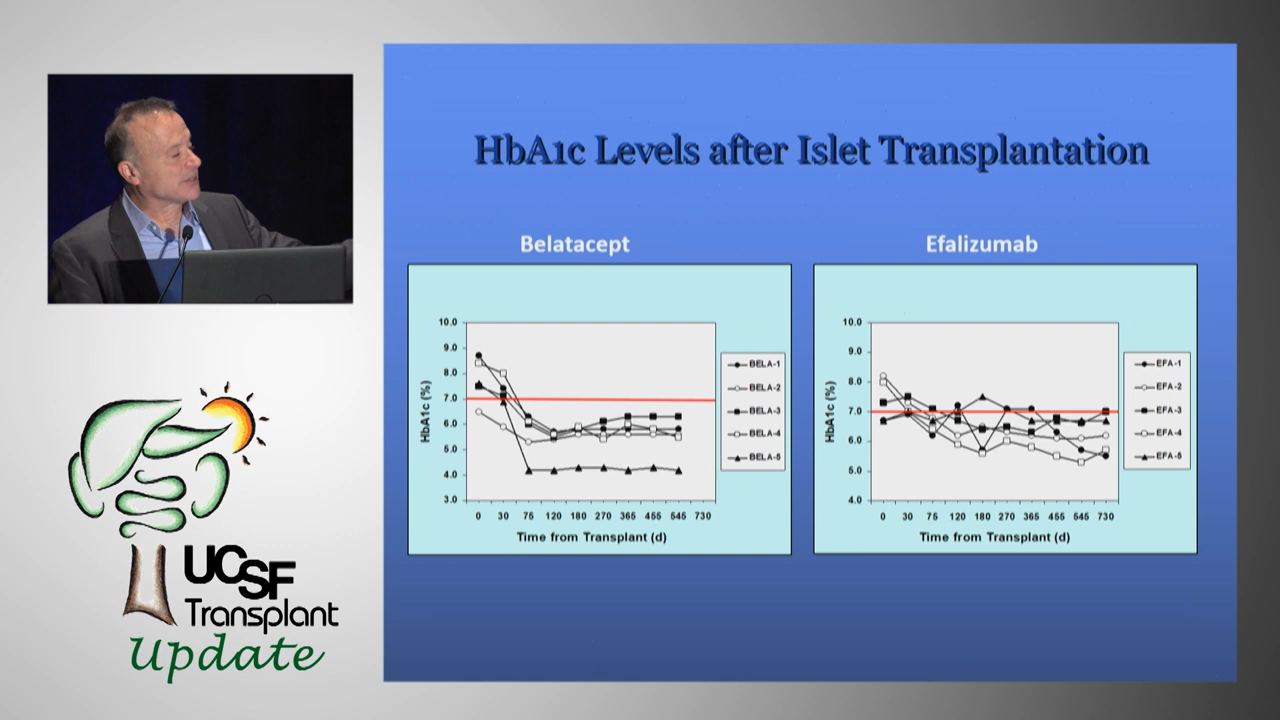 HbA1c Levels after Islet Transplantation
Belatacept
10.0
9.0
8.0
7.0
6.0
5.0
4.0
3.0
HbA1c (%)
0 30 75 120 180 270 365 455 545 730
Time from Transplant (d)
BELA-1
BELA-2
BELA-3
BELA-4
BELA-5
Efalizumab
10.0
9.0
8.0
7.0
6.0
5.0
4.0
HbA1c (%)
0 30 75 120 180 270 365 455 545 730
Time from Transplant (d)
EFA-1
EFA-2
EFA-3
EFA-4
EFA-5
UCSF
Transplant
Update